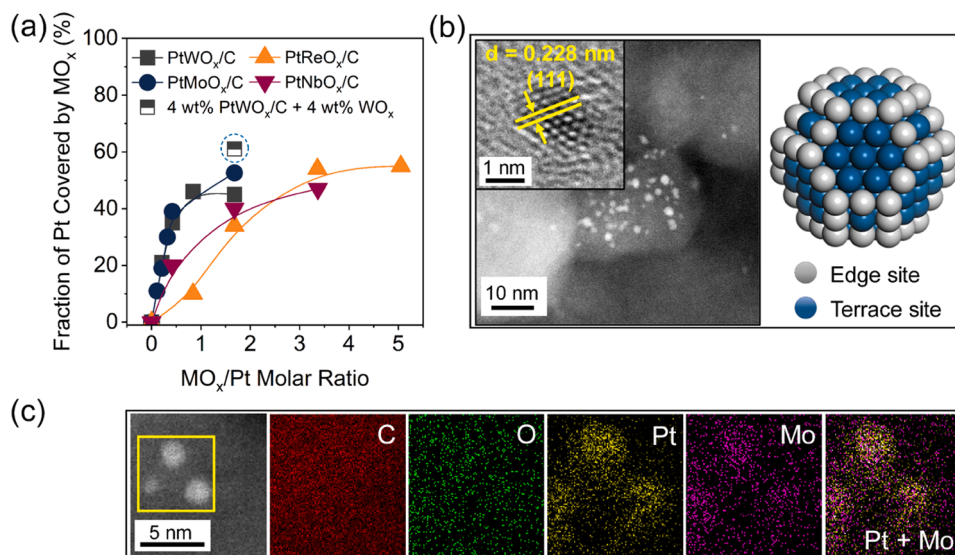 (a)
Fraction of Pt Covered by MOx (%)
100
80
60
40
20
0
PtWOx/C
PtReOx/C
PtMoOx/C
PtNbOx/C
4 wt% PtWOx/C + 4 wt% WOx
0 1 2 3 4 5
MOx/Pt Molar Ratio
(b)
d = 0.228 nm
(111)
1 nm
10 nm
Edge site
Terrace site
(c)
5 nm
C
O
Pt
Mo
Pt + Mo